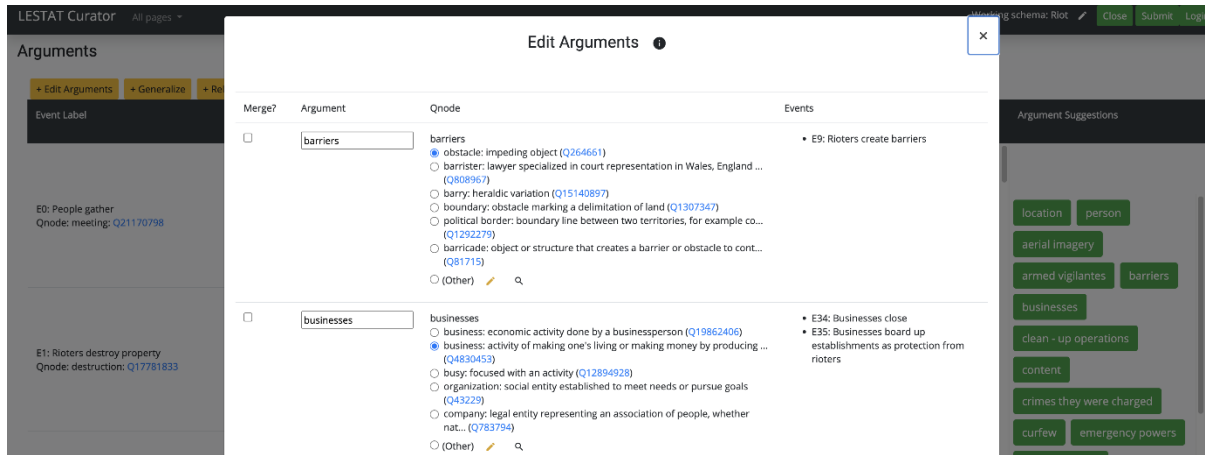 LESTAT Curator All pages
Working schema: Riot Close Submit
Arguments
Edit Arguments
+ Edit Arguments + Generalize
Event Label
Argument Suggestions
Merge? Argument Qnode Events
barriers
barriers
obstacle: impeding object (Q264661)
barrister: lawyer specialized in court representation in Wales, England ...
(Q808967)
barry: heraldic variation (Q15140897)
boundary: obstacle marking a delimitation of land (Q1307347)
political border: boundary line between two territories, for example co...
(Q1292279)
barricade: object or structure that creates a barrier or obstacle to cont...
(Q81715)
(Other)
• E9: Rioters create barriers
businesses
businesses
business: economic activity done by a businessperson (Q19862406)
business: activity of making one's living or making money by producing ...
(Q4830453)
busy: focused with an activity (Q12894928)
organization: social entity established to meet needs or pursue goals
(Q43229)
company: legal entity representing an association of people, whether
nat... (Q783794)
(Other)
• E34: Businesses close
• E35: Businesses board up
establishments as protection from
rioters
E0: People gather
Qnode: meeting: Q21170798
E1: Rioters destroy property
Qnode: destruction: Q17781833
location person
aerial imagery
armed vigilantes barriers
businesses
clean - up operations
content
crimes they were charged
curfew emergency powers